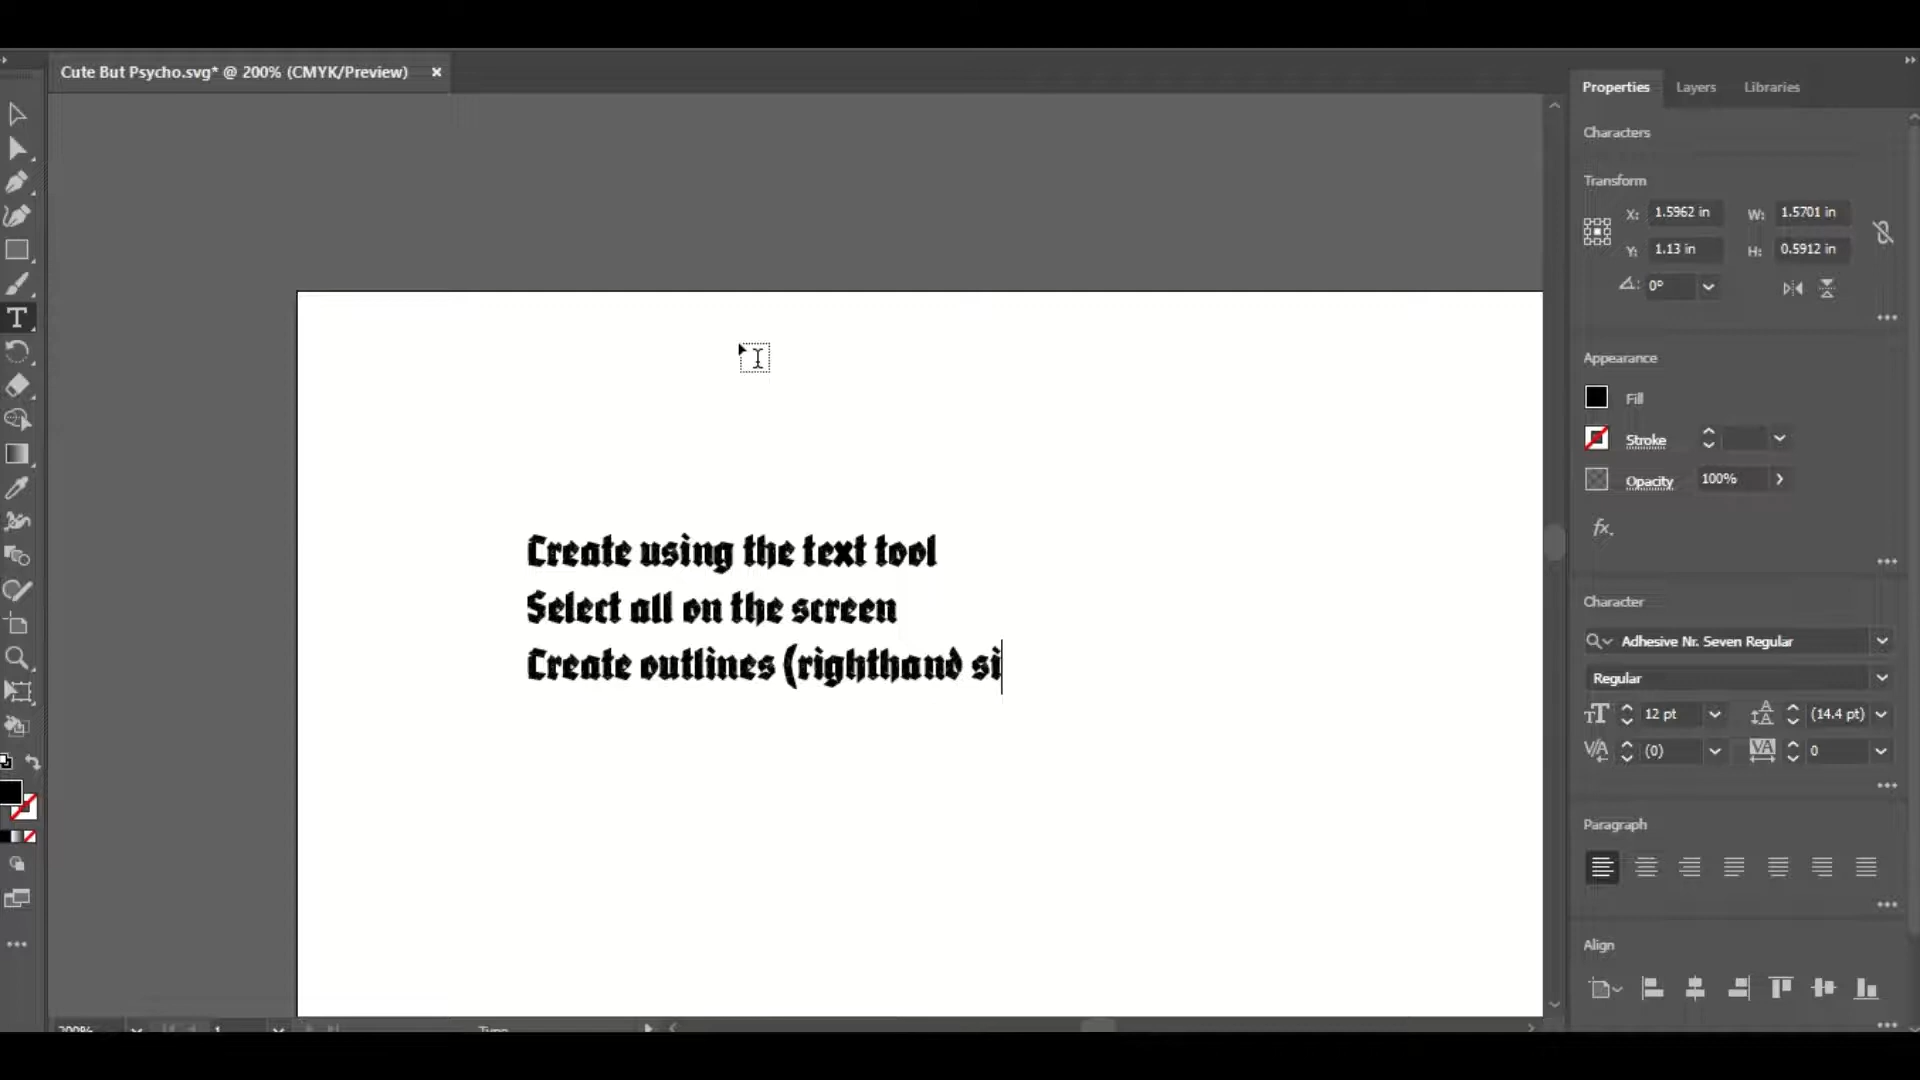 Cute But Psycho.svg* @ 200% (CMYK/Preview) ×
Properties Layers Libraries
Characters
Transform
X: 1.5962 in W: 1.5701 in
Y: 1.13 in H: 0.5912 in
0°
Appearance
Fill
Stroke
Opacity 100%
fx.
Create using the text tool
Select all on the screen
Create outlines (righthand si
Character
Adhesive Nr. Seven Regular
Regular
12 pt (14.4 pt)
(0) 0
Paragraph
Align
200% 1 Type